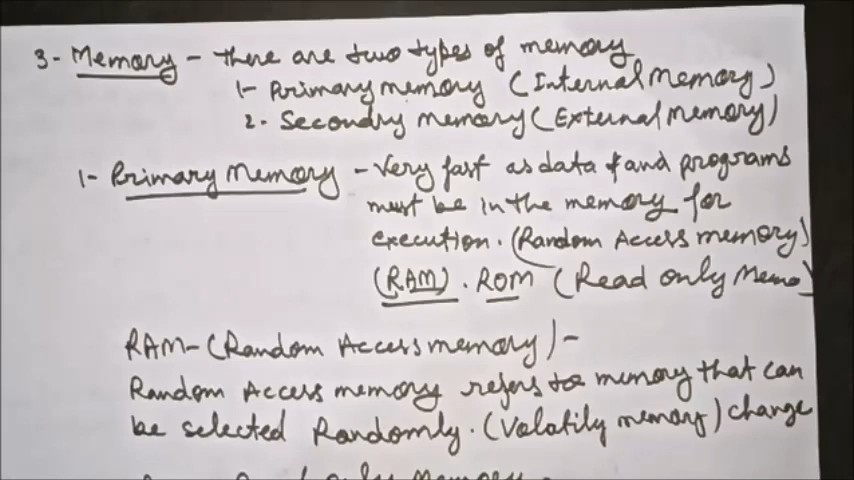 3- Memory - There are two types of memory
1- Primary memory (Internal Memory)
2- Secondry Memory (External Memory)
1- Primary Memory - Very fast as data & and programs
must be in the memory for
execution. (Random Access memory)
(RAM). ROM (Read only Memo)
RAM-(Random Access memory)-
Random Access memory refers to memory that can
be selected Randomly. (Volatily memory) change
only Memory -